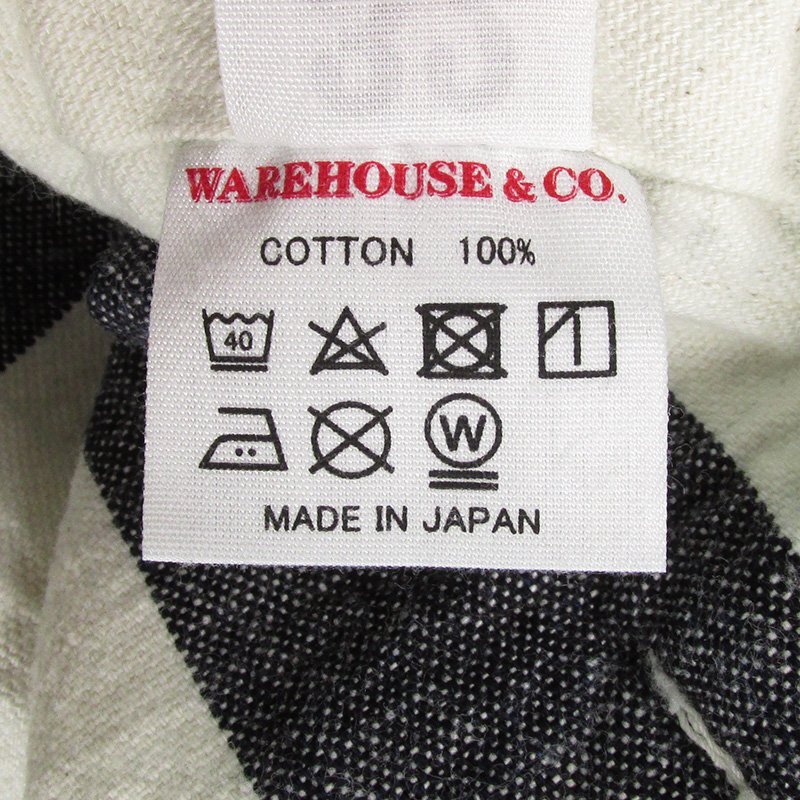 WAREHOUSE & CO.
COTTON 100%
40
W
MADE IN JAPAN